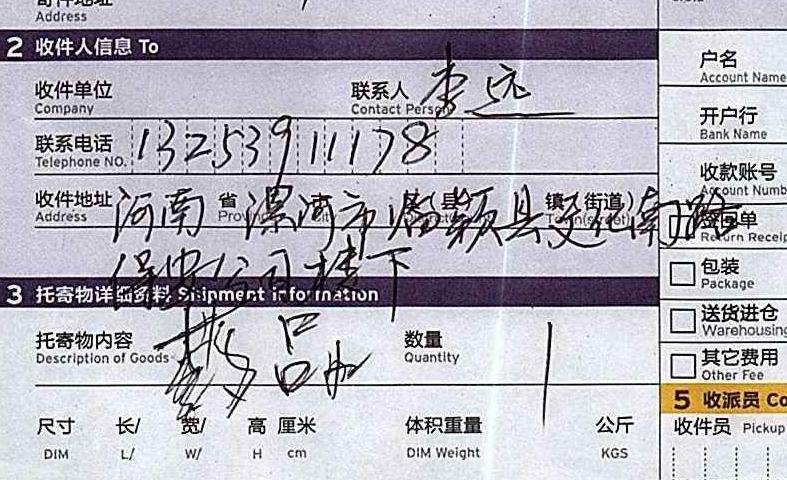 寄件地址
Address
2 收件人信息 To
收件单位 联系人 李远
Company Contact Person
联系电话 13253911178
Telephone NO.
收件地址 河南 省 漯河市 市 临颍县 区/县 镇 街道
Address Province City District Town(street)
交化南路
保安公司楼下
3 托寄物详细资料 Shipment Information
托寄物内容 品 数量 1
Description of Goods Quantity
尺寸 长/ 宽/ 高 厘米 体积重量 公斤
DIM L/ W/ H cm DIM Weight KGS
户名
Account Name
开户行
Bank Name
收款账号
Account Numb
签回单
Return Receip
包装
Package
送货进仓
Warehousing
其它费用
Other Fee
5 收派员 Co
收件员 Pickup